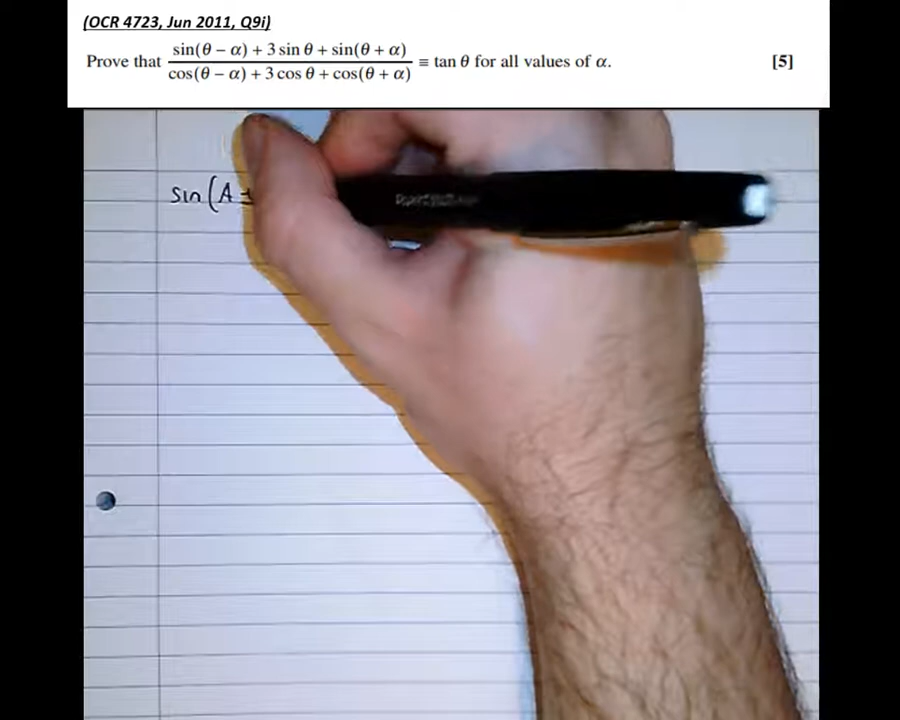 (OCR 4723, Jun 2011, Q9i)
Prove that sin(θ − α) + 3 sin θ + sin(θ + α) / cos(θ − α) + 3 cos θ + cos(θ + α) ≡ tan θ for all values of α. [5]
sin(A ±